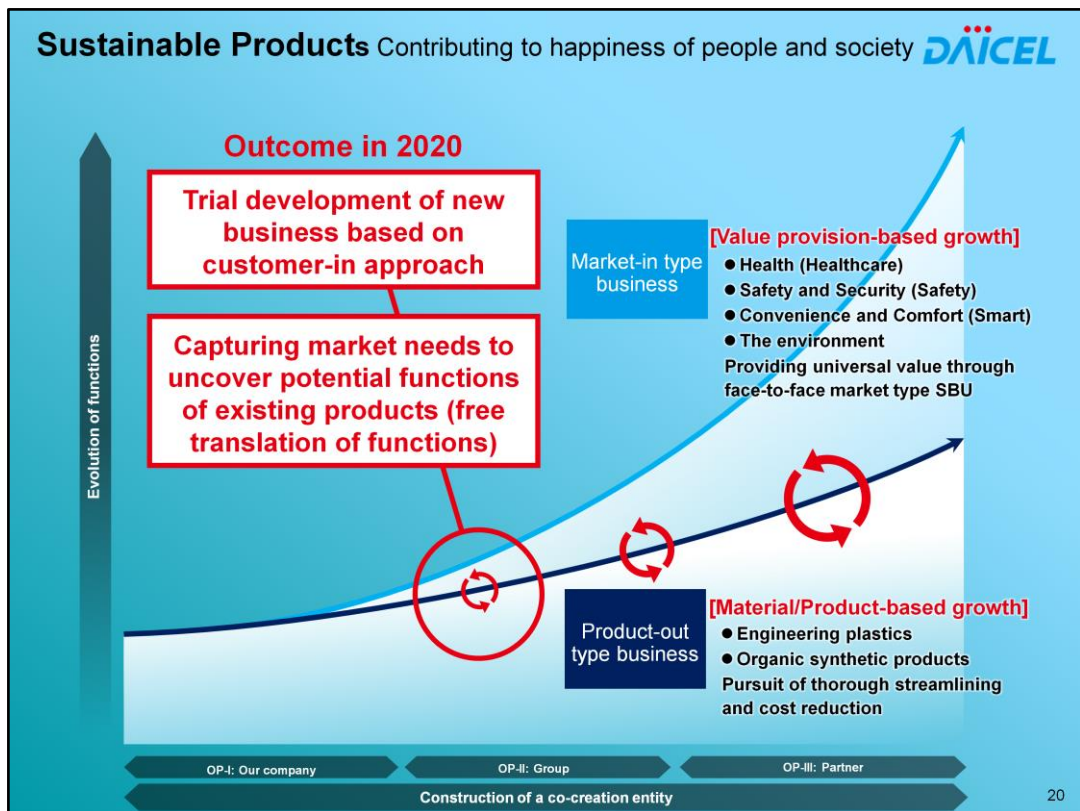 Sustainable Products Contributing to happiness of people and society
DAICEL
Outcome in 2020
Trial development of new
business based on
customer-in approach
Capturing market needs to
uncover potential functions
of existing products (free
translation of functions)
Evolution of functions
Market-in type
business
[Value provision-based growth]
● Health (Healthcare)
● Safety and Security (Safety)
● Convenience and Comfort (Smart)
● The environment
Providing universal value through
face-to-face market type SBU
Product-out
type business
[Material/Product-based growth]
● Engineering plastics
● Organic synthetic products
Pursuit of thorough streamlining
and cost reduction
OP-I: Our company
OP-II: Group
OP-III: Partner
Construction of a co-creation entity
20